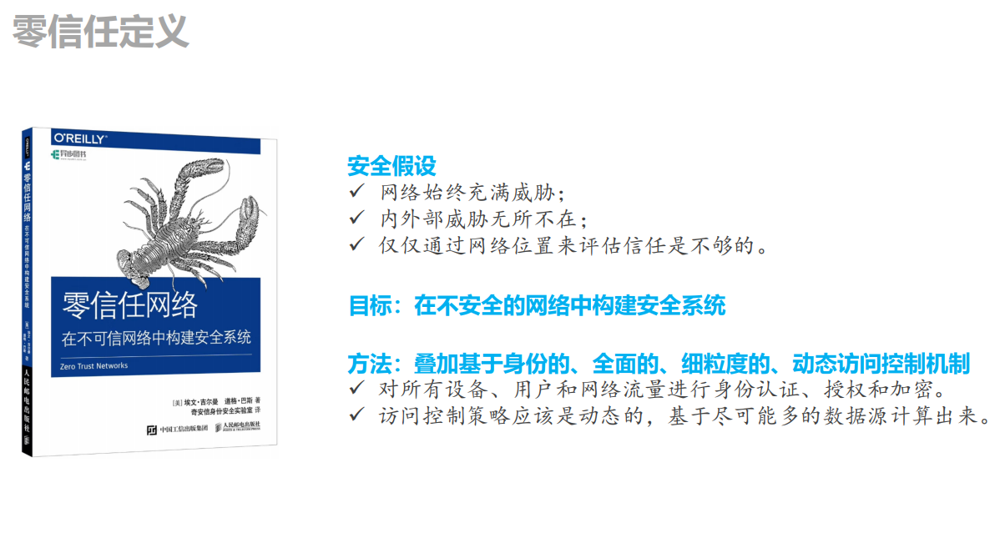 零信任定义
O'REILLY®
异步图书
零信任网络
在不可信网络中构建安全系统
Zero Trust Networks
[美] 埃文·吉尔曼 道格·巴斯 著
奇安信身份安全实验室 译
中国工信出版集团
人民邮电出版社
零信任网络
在不可信网络中构建安全系统
人民邮电出版社
安全假设
✓ 网络始终充满威胁；
✓ 内外部威胁无所不在；
✓ 仅仅通过网络位置来评估信任是不够的。
目标：在不安全的网络中构建安全系统
方法：叠加基于身份的、全面的、细粒度的、动态访问控制机制
✓ 对所有设备、用户和网络流量进行身份认证、授权和加密。
✓ 访问控制策略应该是动态的，基于尽可能多的数据源计算出来。